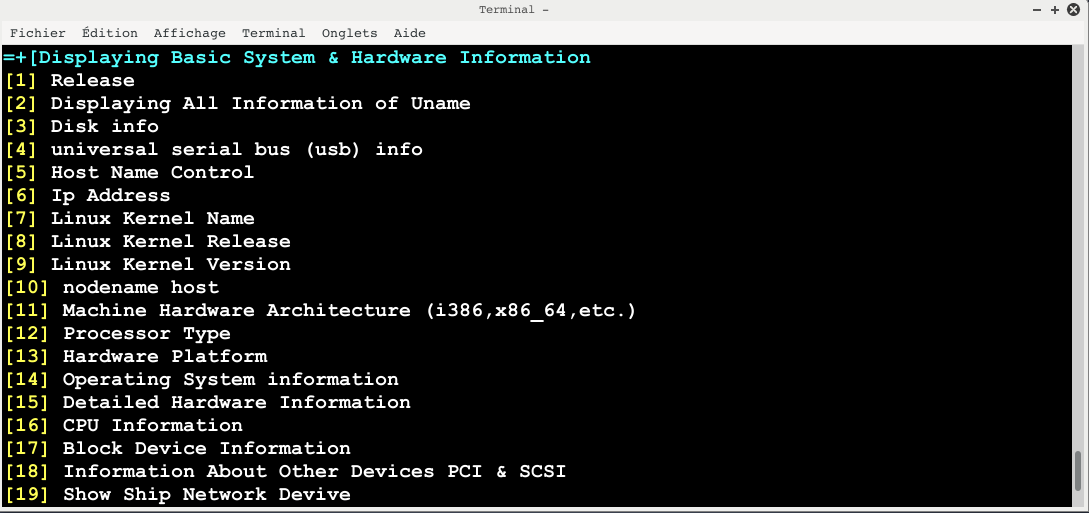 Terminal -
Fichier Édition Affichage Terminal Onglets Aide
=+[Displaying Basic System & Hardware Information
[1] Release
[2] Displaying All Information of Uname
[3] Disk info
[4] universal serial bus (usb) info
[5] Host Name Control
[6] Ip Address
[7] Linux Kernel Name
[8] Linux Kernel Release
[9] Linux Kernel Version
[10] nodename host
[11] Machine Hardware Architecture (i386,x86_64,etc.)
[12] Processor Type
[13] Hardware Platform
[14] Operating System information
[15] Detailed Hardware Information
[16] CPU Information
[17] Block Device Information
[18] Information About Other Devices PCI & SCSI
[19] Show Ship Network Devive